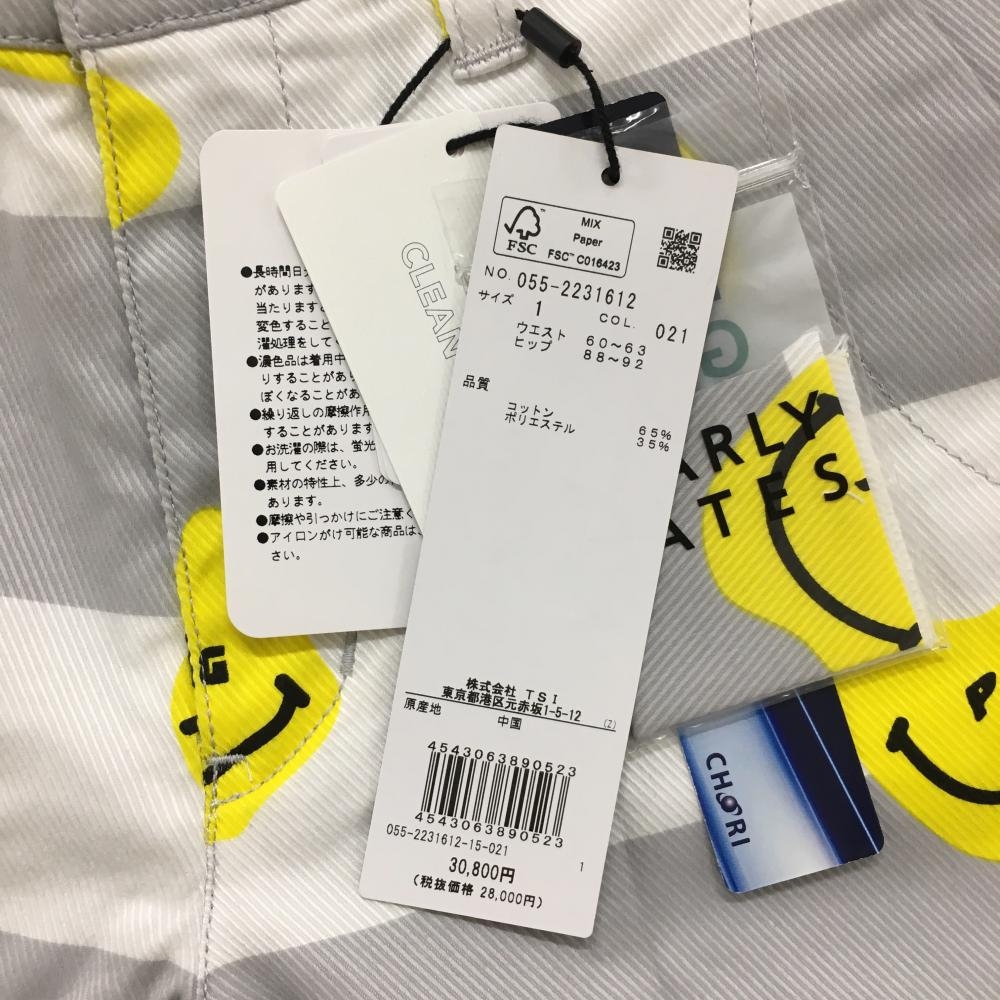 ●長時間日
があります
当たります
変色すること
濯処理をして
●濃色品は着用中
りすることがあ
ぽくなることがあ
●繰り返しの摩擦作用
することがあります
●お洗濯の際は、蛍光
用してください。
●素材の特性上、多少の
あります。
●摩擦や引っかけにご注意く
●アイロンがけ可能な商品は、
さい。
CLEAN
FSC
MIX
Paper
FSC™ C016423
NO. 055-2231612
サイズ 1 COL. 021
ウエスト 60～63
ヒップ 88～92
品質
コットン 65%
ポリエステル 35%
株式会社 TSI
東京都港区元赤坂1-5-12 (Z)
原産地 中国
4543063890523
4543063890523
055-2231612-15-021 1
30,800円
(税抜価格 28,000円)
G
ARLY
ATES
CHORI
G
P